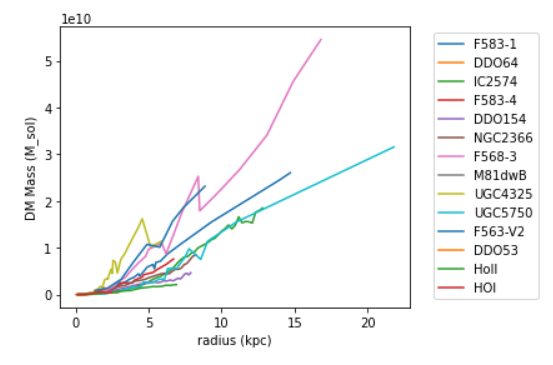 1e10
5
4
3
2
1
0
DM Mass (M_sol)
0 5 10 15 20
radius (kpc)
F583-1
DDO64
IC2574
F583-4
DDO154
NGC2366
F568-3
M81dwB
UGC4325
UGC5750
F563-V2
DDO53
HoII
HOI